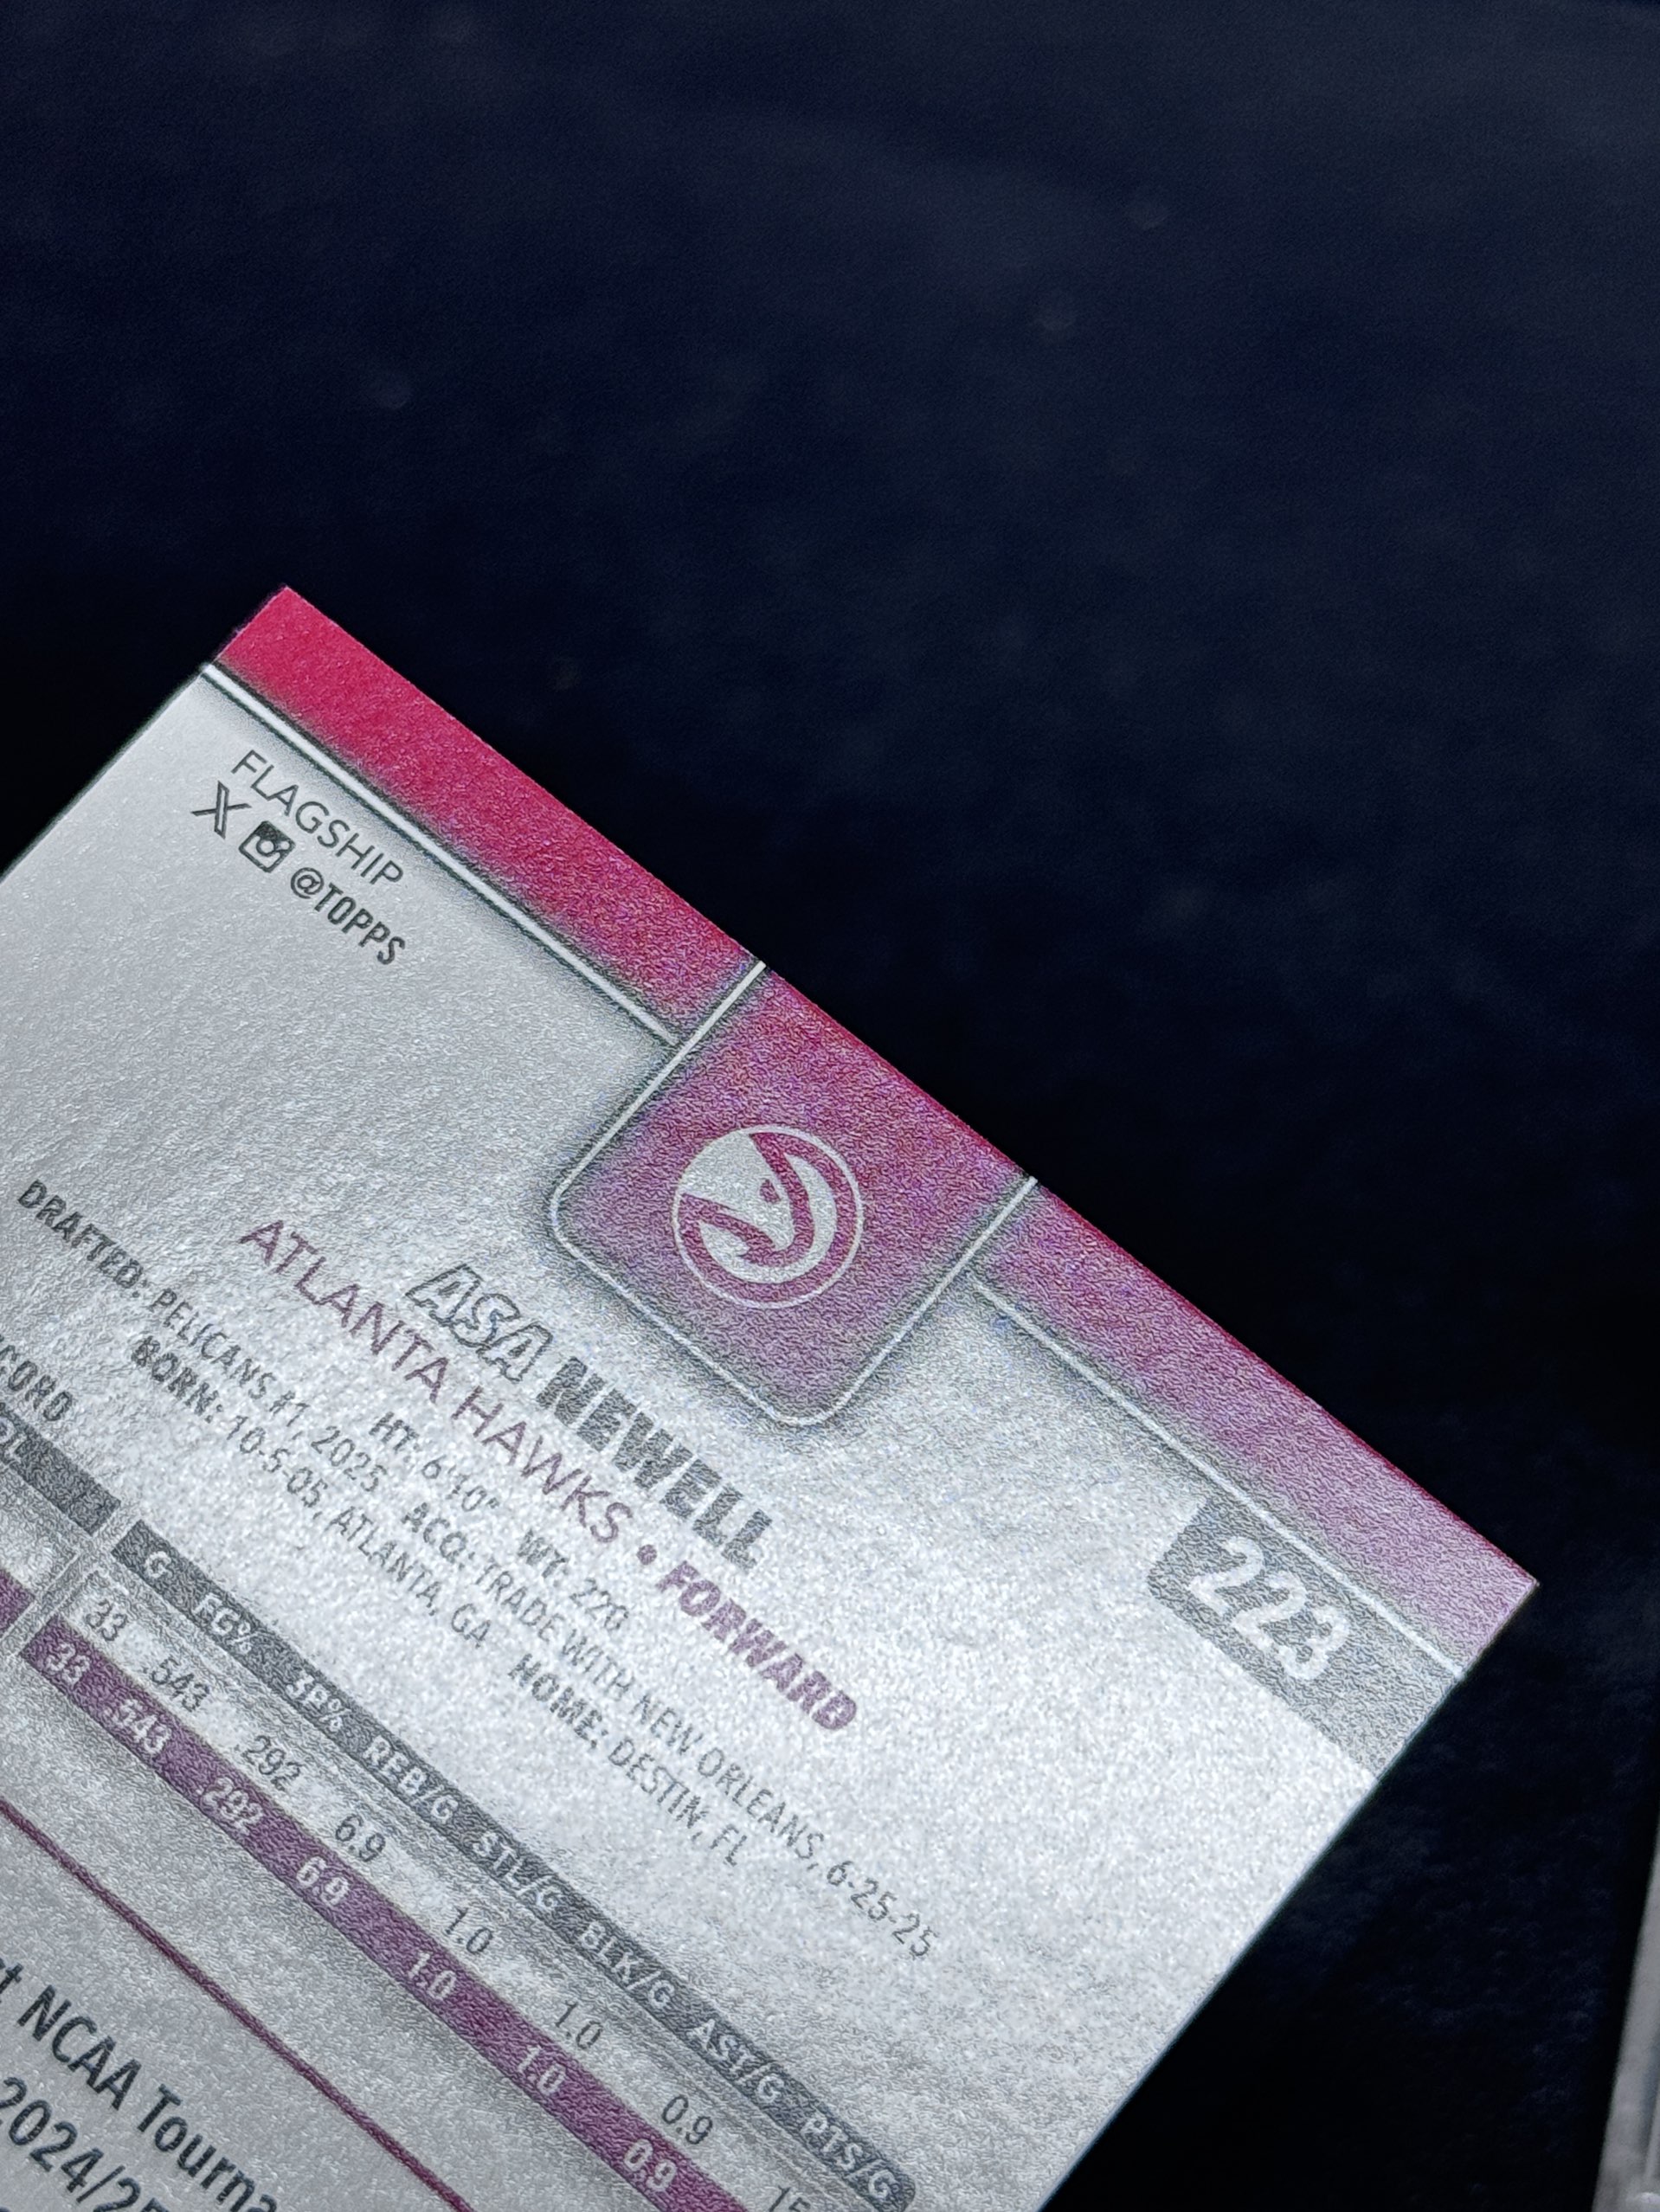 FLAGSHIP
X @TOPPS
223
ASA NEWELL
ATLANTA HAWKS • FORWARD
HT: 6'10" WT: 220
DRAFTED: PELICANS #1, 2025 ACQ: TRADE WITH NEW ORLEANS, 6-25-25
BORN: 10-5-05, ATLANTA, GA HOME: DESTIN, FL
G FG% 3P% REB/G STL/G BLK/G AST/G PTS/G
33 .543 .292 6.9 1.0 1.0 0.9 15
33 .543 .292 6.9 1.0 1.0 0.9
NCAA Tourna
2024/25